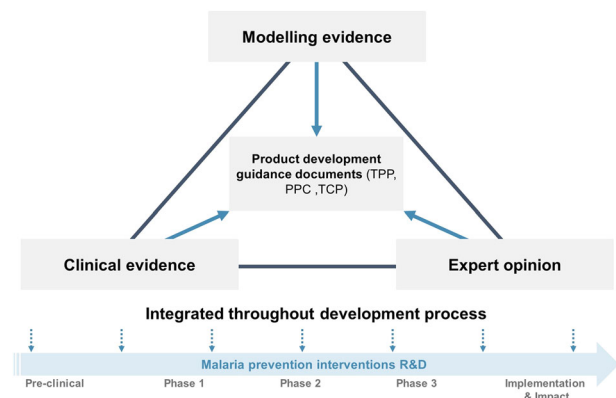 Modelling evidence
Product development
guidance documents (TPP,
PPC ,TCP)
Clinical evidence
Expert opinion
Integrated throughout development process
Malaria prevention interventions R&D
Pre-clinical
Phase 1
Phase 2
Phase 3
Implementation
& Impact